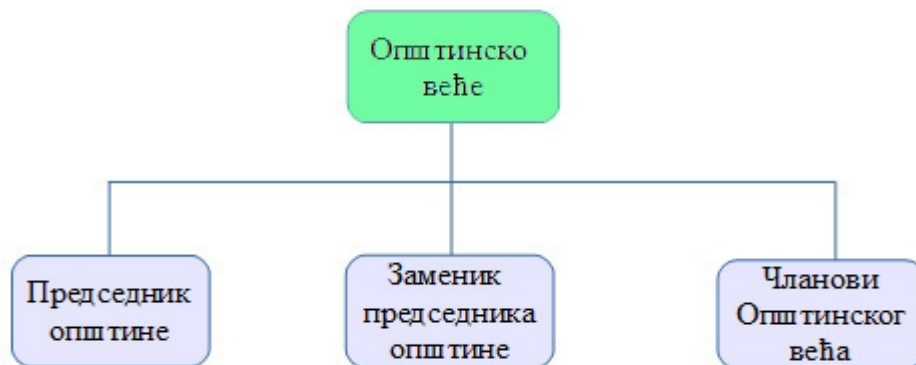 Општинско
веће
Председник
општине
Заменик
председника
општине
Чланови
Општинског
већа